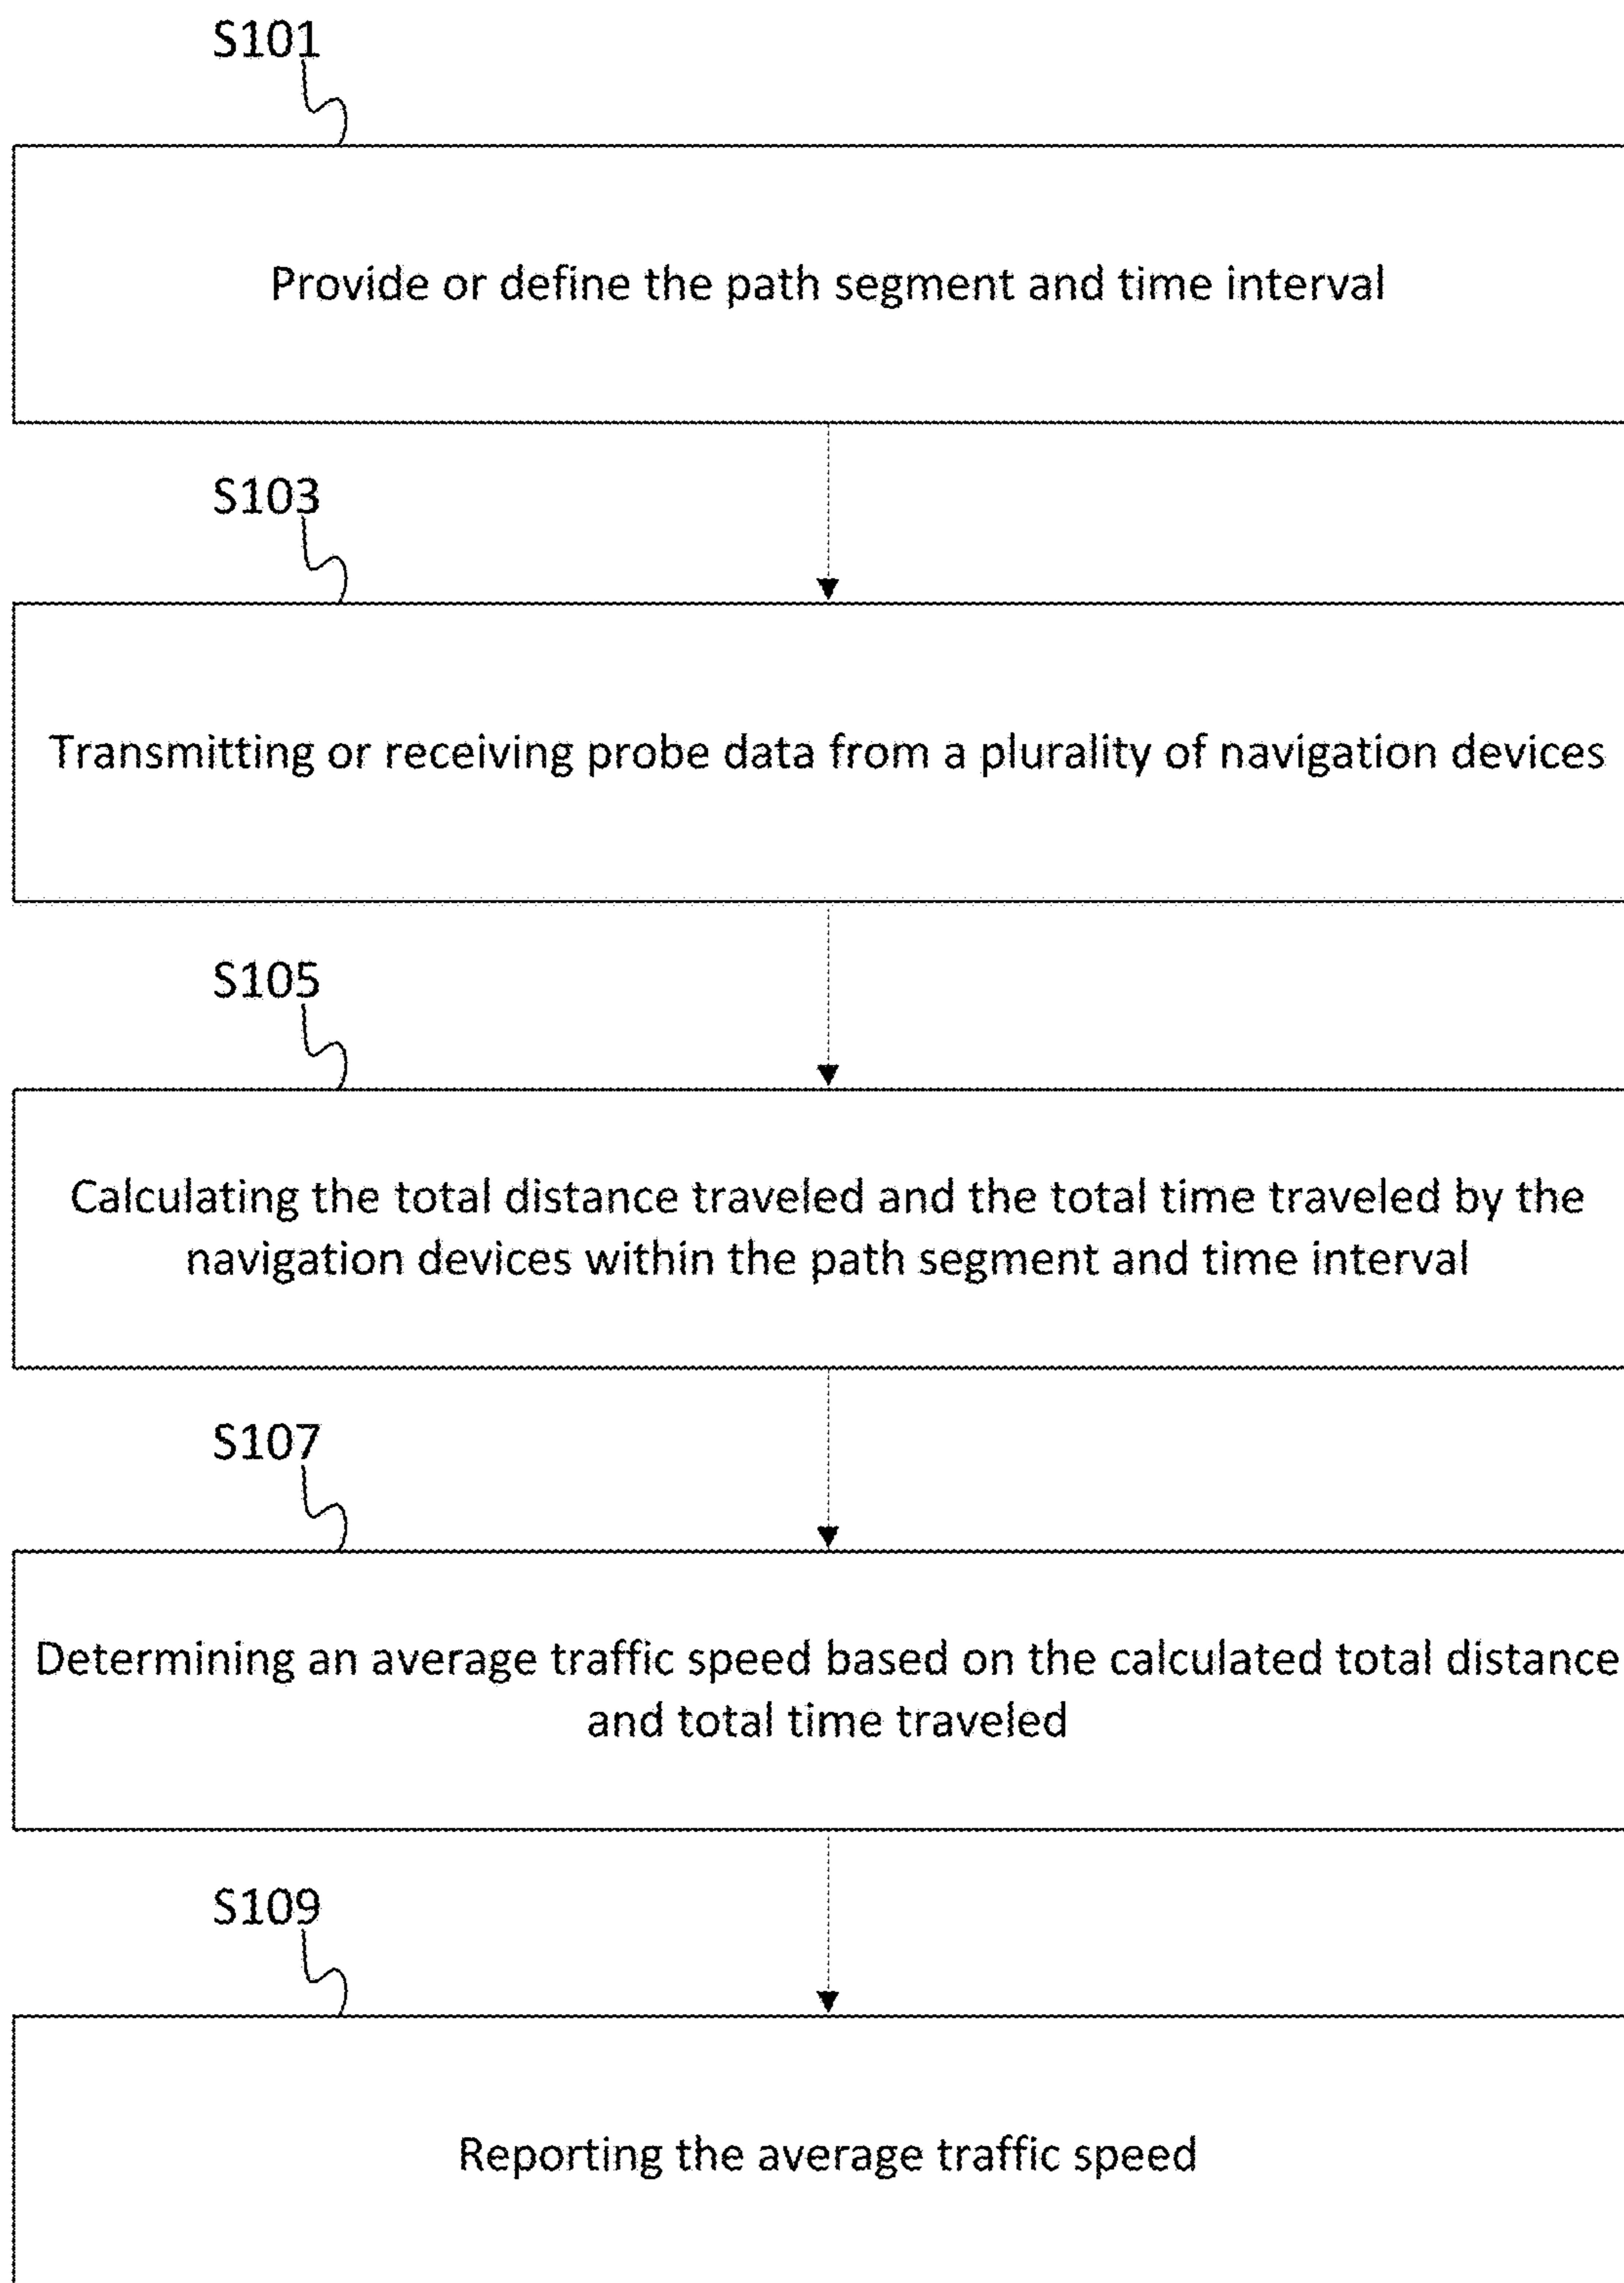 S101
Provide or define the path segment and time interval
S103
Transmitting or receiving probe data from a plurality of navigation devices
S105
Calculating the total distance traveled and the total time traveled by the
navigation devices within the path segment and time interval
S107
Determining an average traffic speed based on the calculated total distance
and total time traveled
S109
Reporting the average traffic speed